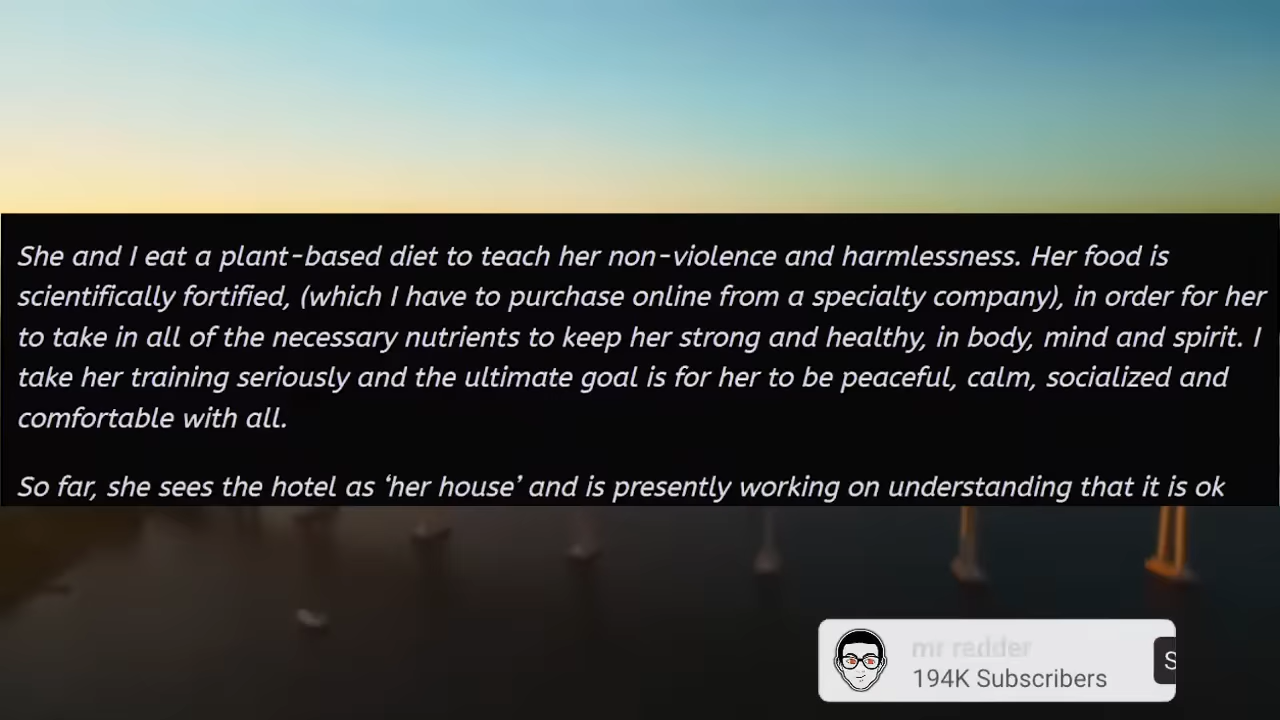 She and I eat a plant-based diet to teach her non-violence and harmlessness. Her food is
scientifically fortified, (which I have to purchase online from a specialty company), in order for her
to take in all of the necessary nutrients to keep her strong and healthy, in body, mind and spirit. I
take her training seriously and the ultimate goal is for her to be peaceful, calm, socialized and
comfortable with all.
So far, she sees the hotel as ‘her house’ and is presently working on understanding that it is ok
mr redder
194K Subscribers
S